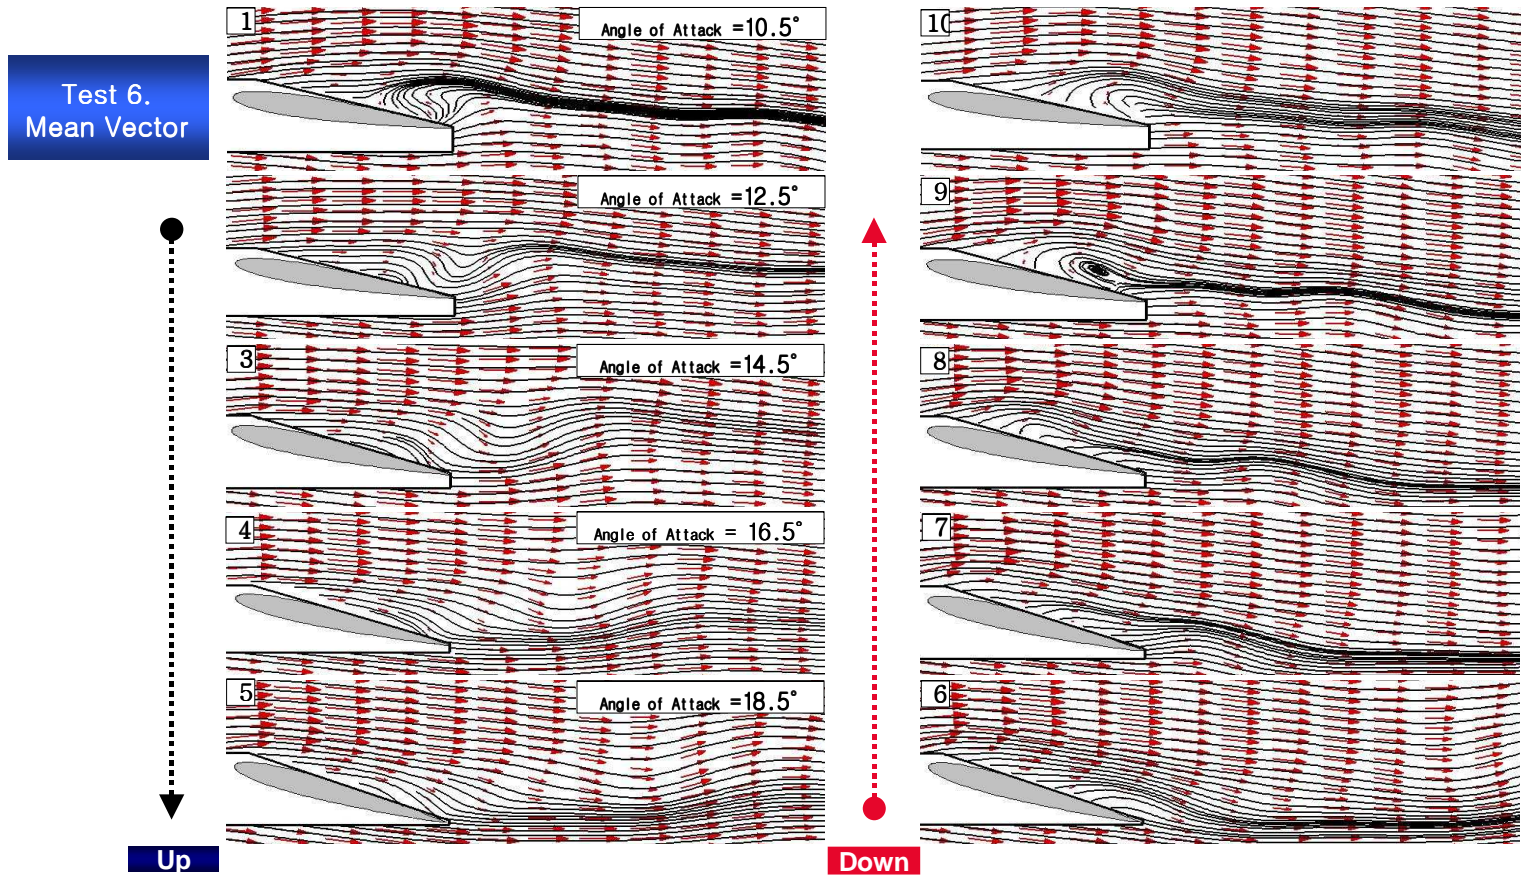 Test 6.
Mean Vector
1
Angle of Attack =10.5°
10
Angle of Attack =12.5°
9
3
Angle of Attack =14.5°
8
4
Angle of Attack = 16.5°
7
5
Angle of Attack =18.5°
6
Up
Down